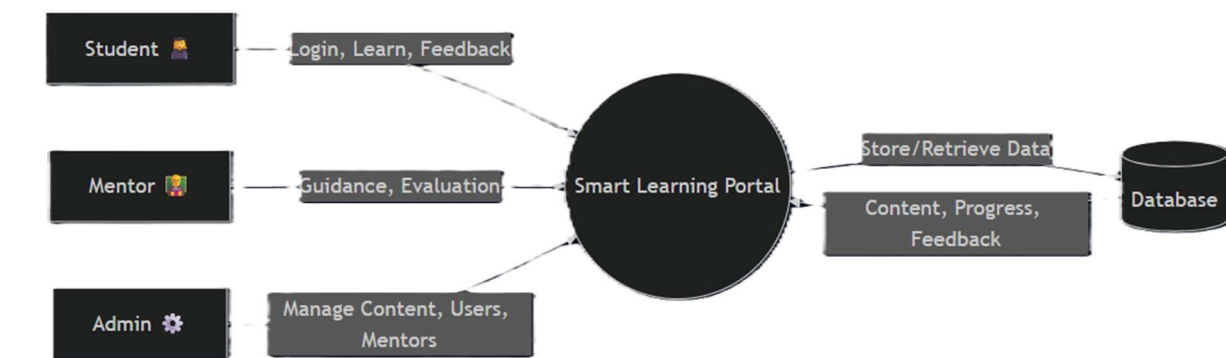 Student
Login, Learn, Feedback
Mentor
Guidance, Evaluation
Admin
Manage Content, Users,
Mentors
Smart Learning Portal
Store/Retrieve Data
Content, Progress,
Feedback
Database